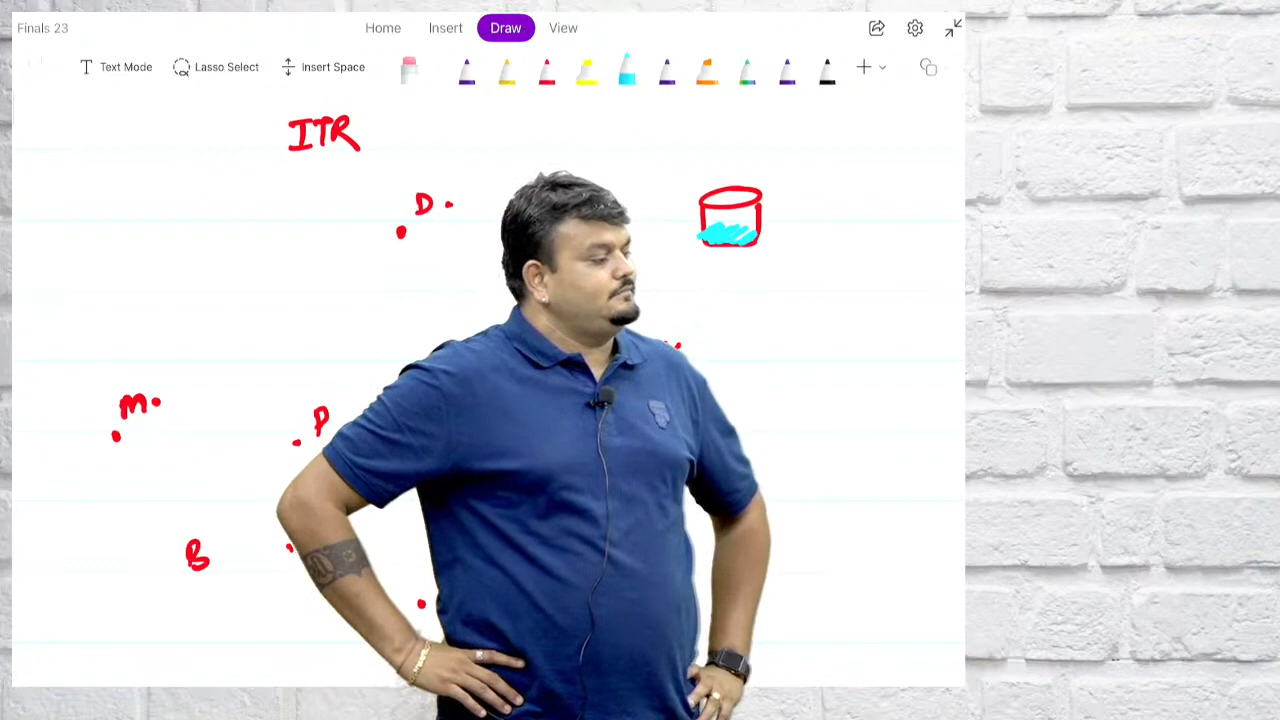 Finals 23
Home Insert Draw View
Text Mode Lasso Select Insert Space
ITR
D
M
P
B